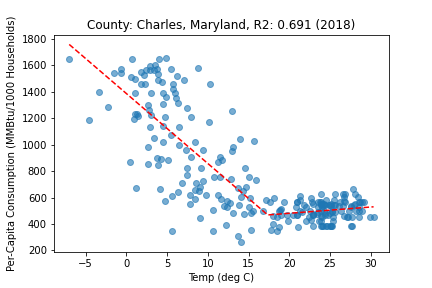 County: Charles, Maryland, R2: 0.691 (2018)
Per-Capita Consumption (MMBtu/1000 Households)
1800
1600
1400
1200
1000
800
600
400
200
−5 0 5 10 15 20 25 30
Temp (deg C)